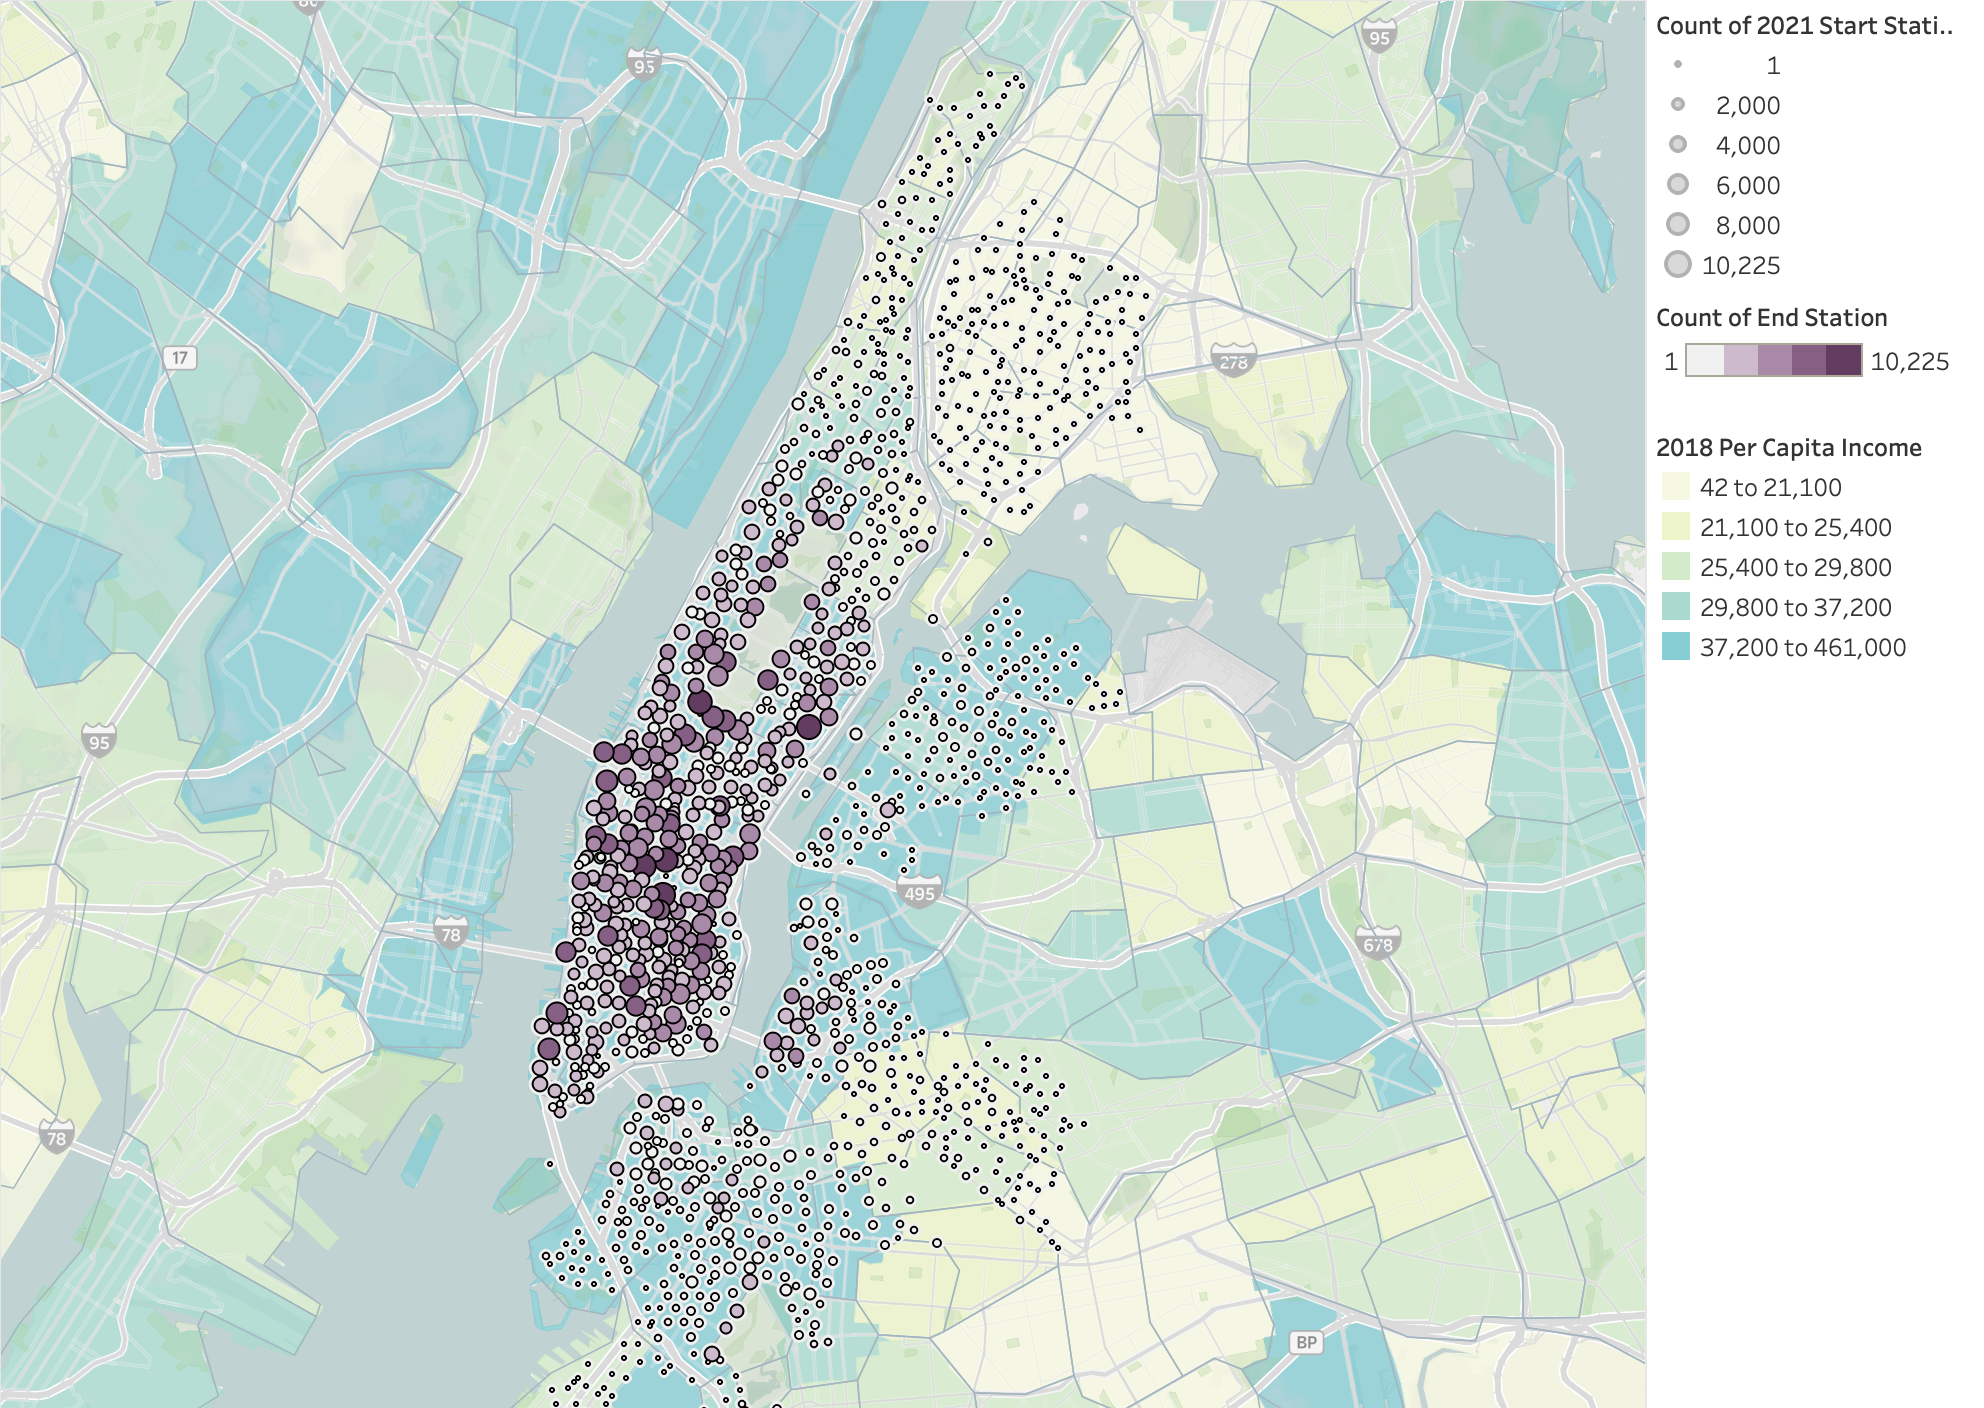 80
95
95
17
278
95
495
78
678
78
BP
Count of 2021 Start Stati..
1
2,000
4,000
6,000
8,000
10,225
Count of End Station
1 10,225
2018 Per Capita Income
42 to 21,100
21,100 to 25,400
25,400 to 29,800
29,800 to 37,200
37,200 to 461,000